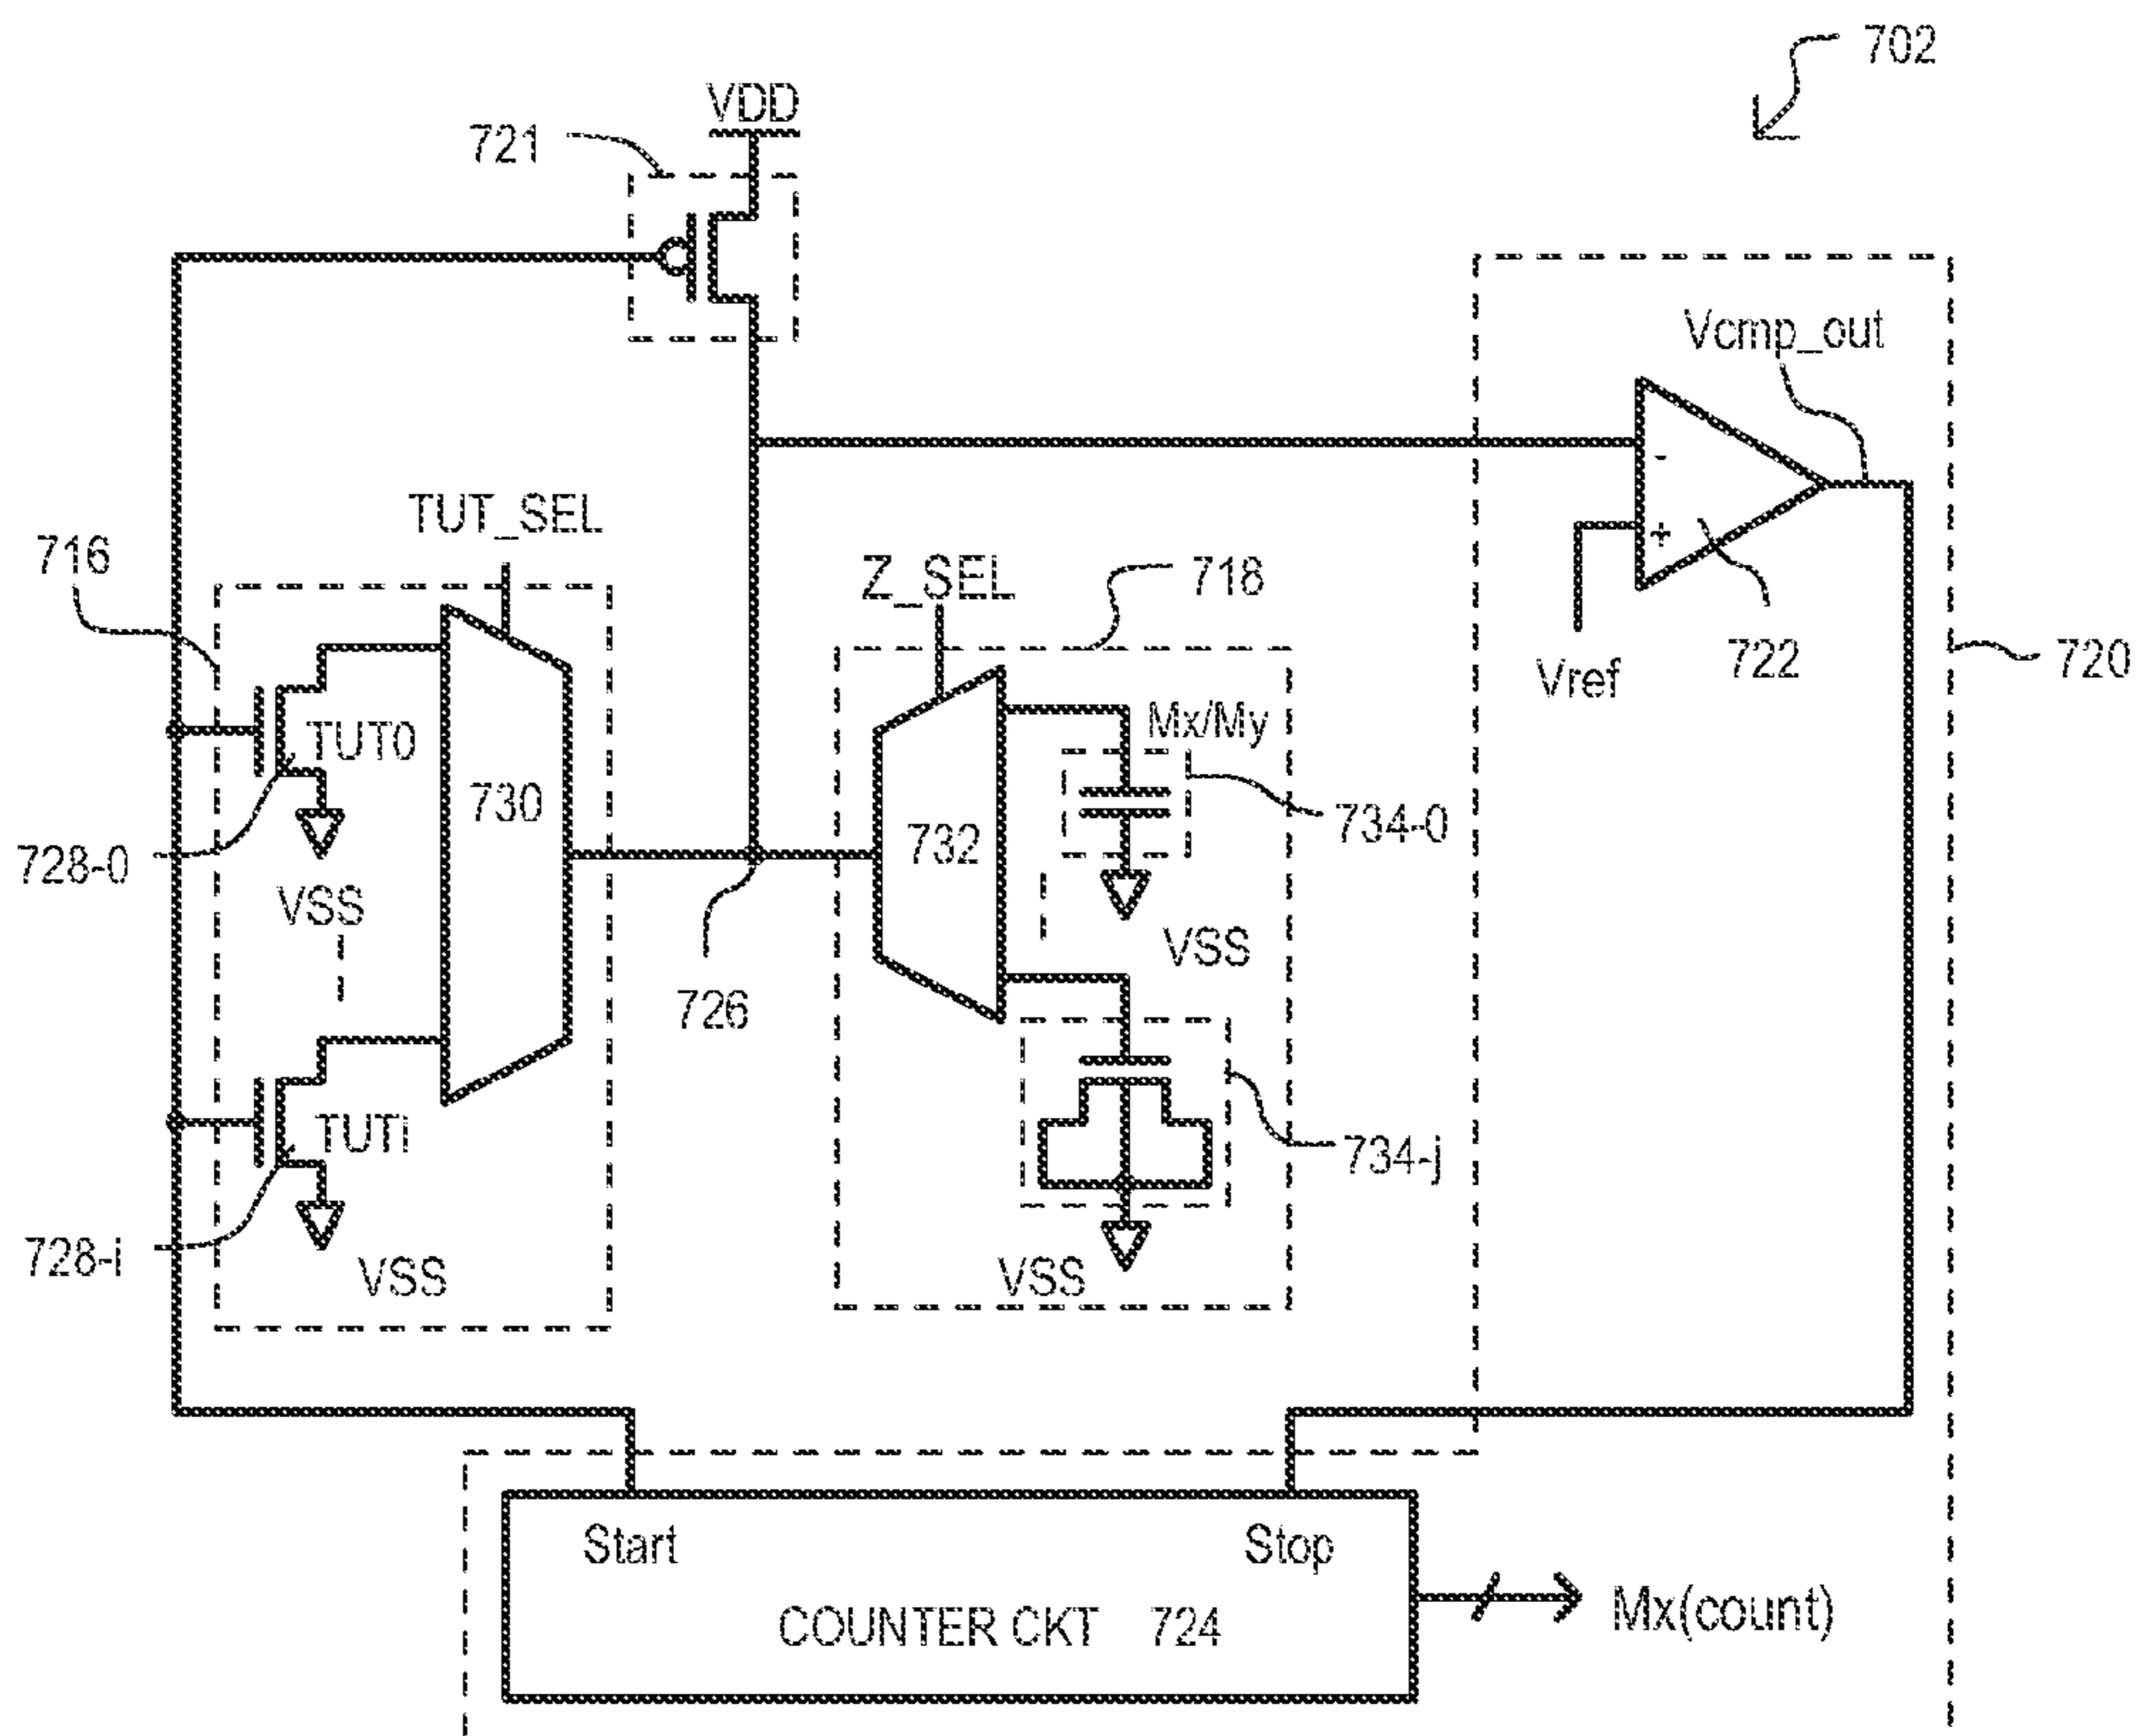 702
VDD
721
Vcmp_out
TUT_SEL
716
Z_SEL
718
-
+
Vref
722
720
TUT0
Mx/My
730
732
734-0
728-0
VSS
VSS
726
TUTi
734-j
728-i
VSS
VSS
Start
Stop
COUNTER CKT 724
Mx(count)